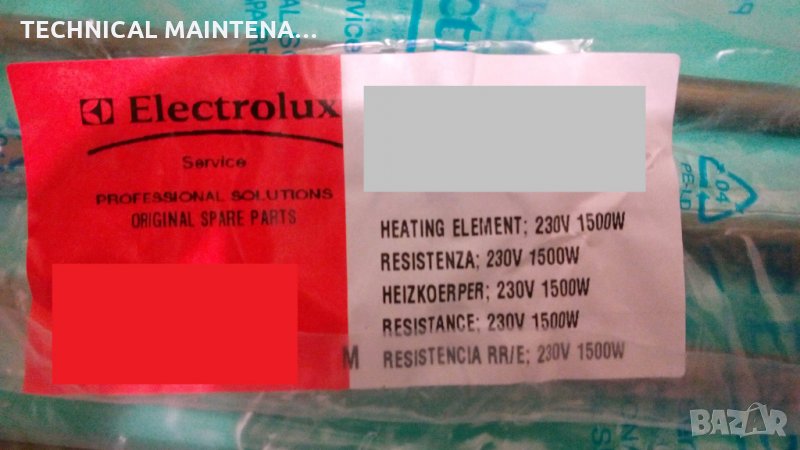 TECHNICAL MAINTENA...
Electrolux
Service
PROFESSIONAL SOLUTIONS
ORIGINAL SPARE PARTS
HEATING ELEMENT; 230V 1500W
RESISTENZA; 230V 1500W
HEIZKOERPER; 230V 1500W
RESISTANCE; 230V 1500W
M RESISTENCIA RR/E; 230V 1500W
04
PE-LD
BAZAR